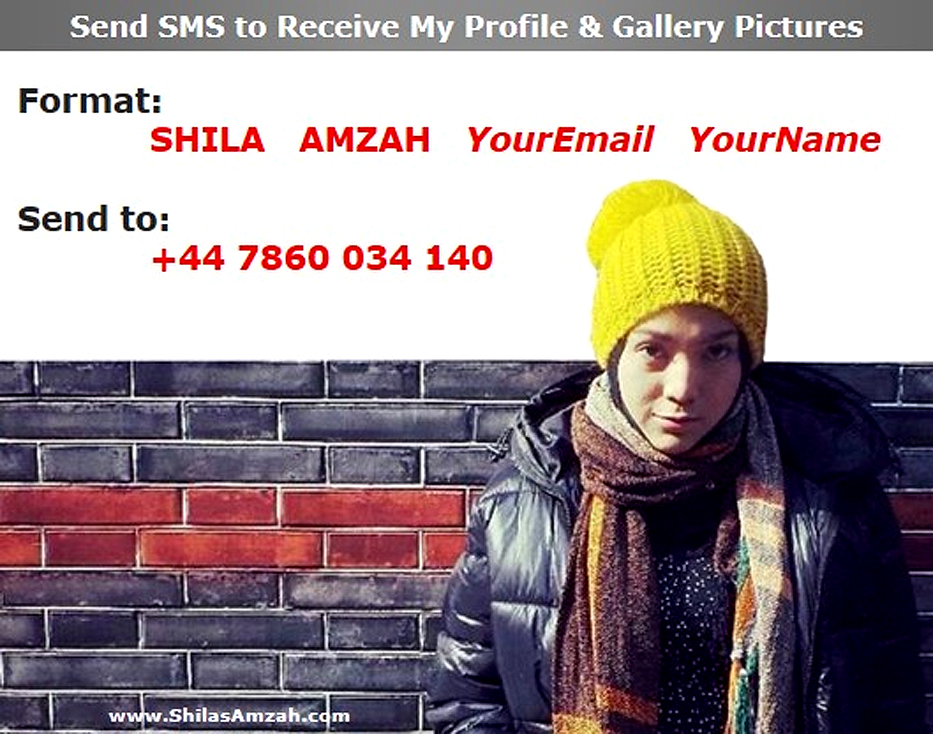 Send SMS to Receive My Profile & Gallery Pictures
Format:
SHILA AMZAH YourEmail YourName
Send to:
+44 7860 034 140
www.ShilasAmzah.com